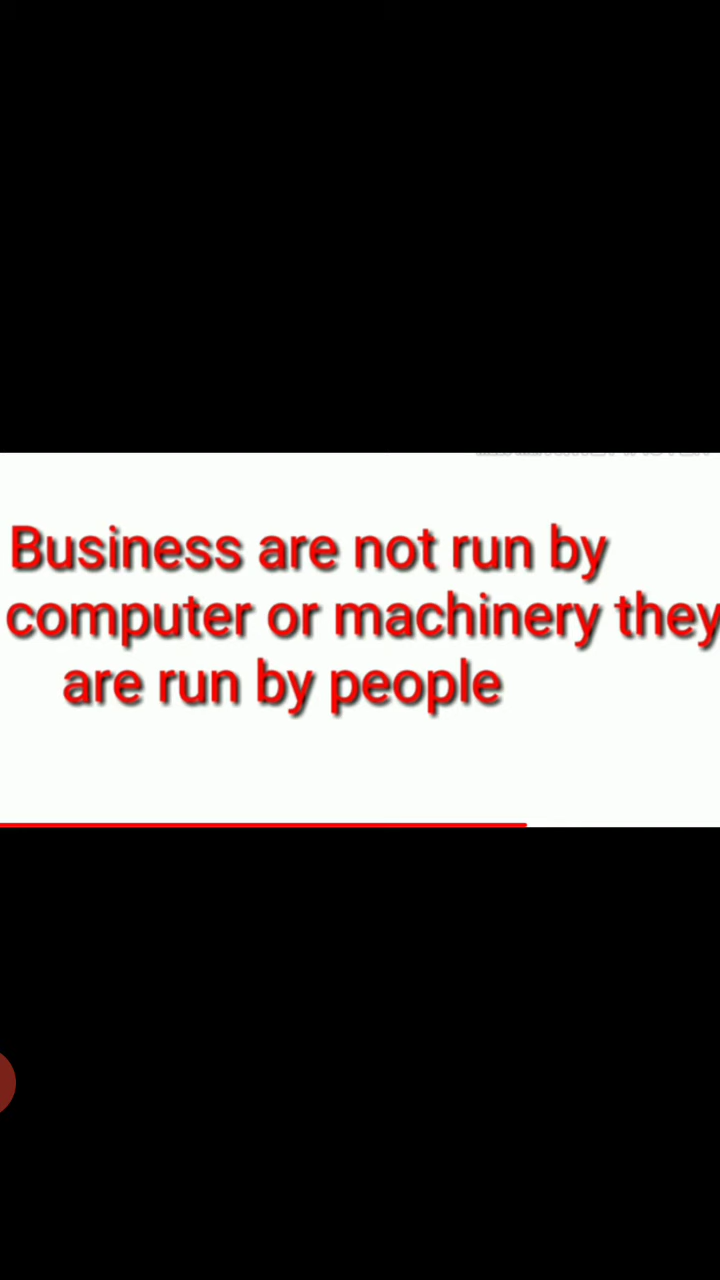 Business are not run by
computer or machinery they
are run by people